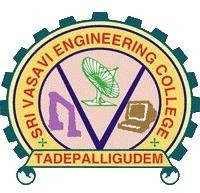 SRI VASAVI ENGINEERING COLLEGE
TADEPALLIGUDEM